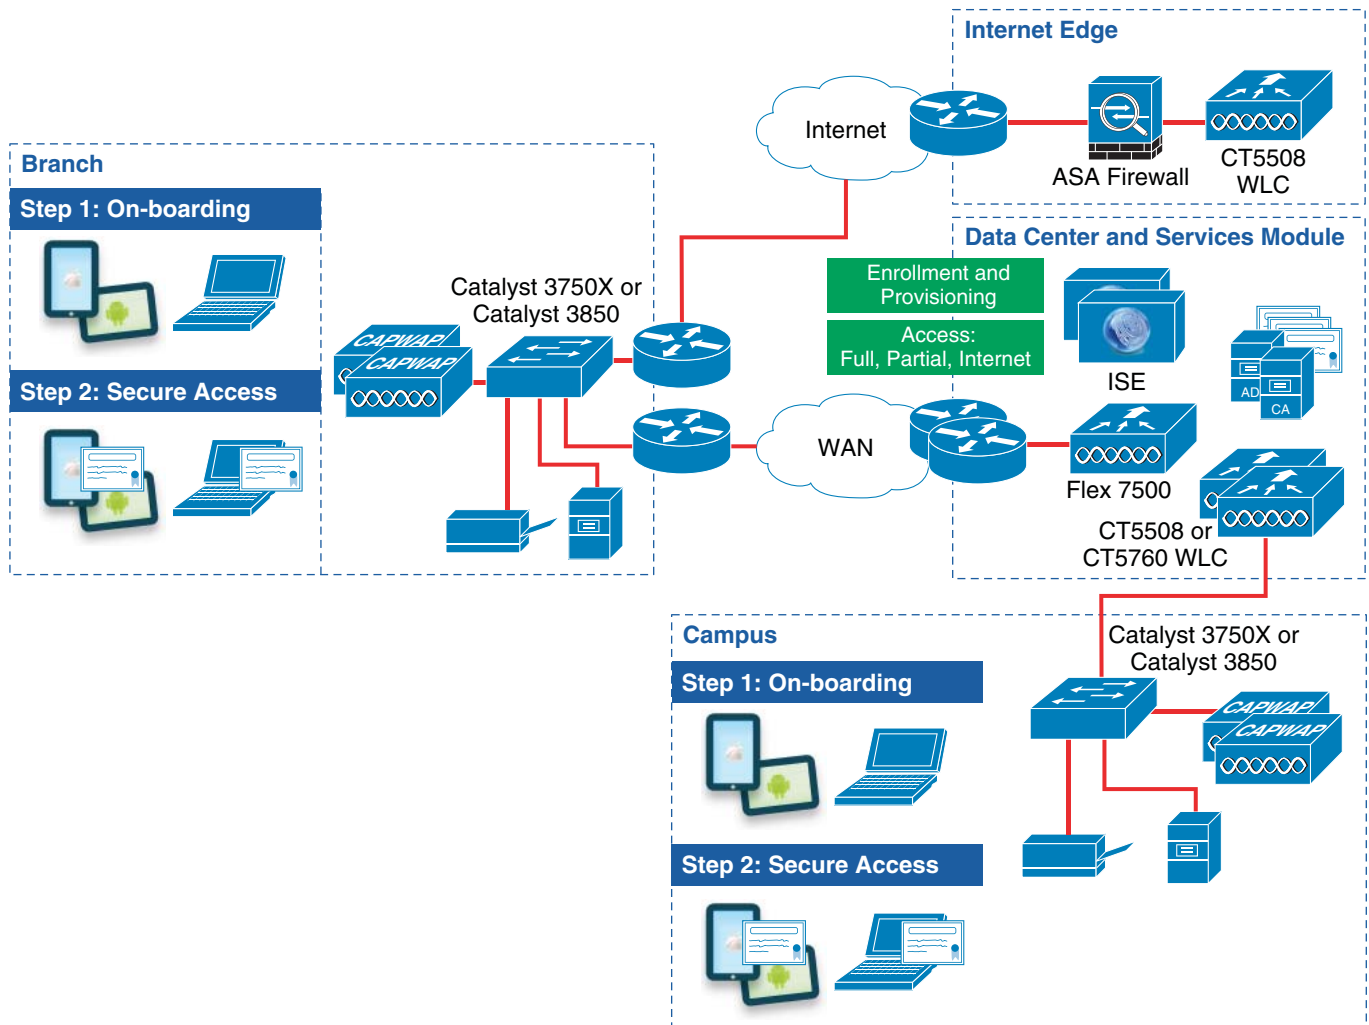 Internet Edge
Internet
ASA Firewall
CT5508
WLC
Branch
Step 1: On-boarding
Catalyst 3750X or
Catalyst 3850
CAPWAP
CAPWAP
Step 2: Secure Access
Data Center and Services Module
Enrollment and
Provisioning
Access:
Full, Partial, Internet
ISE
AD
CA
WAN
Flex 7500
CT5508 or
CT5760 WLC
Campus
Catalyst 3750X or
Catalyst 3850
Step 1: On-boarding
CAPWAP
CAPWAP
Step 2: Secure Access